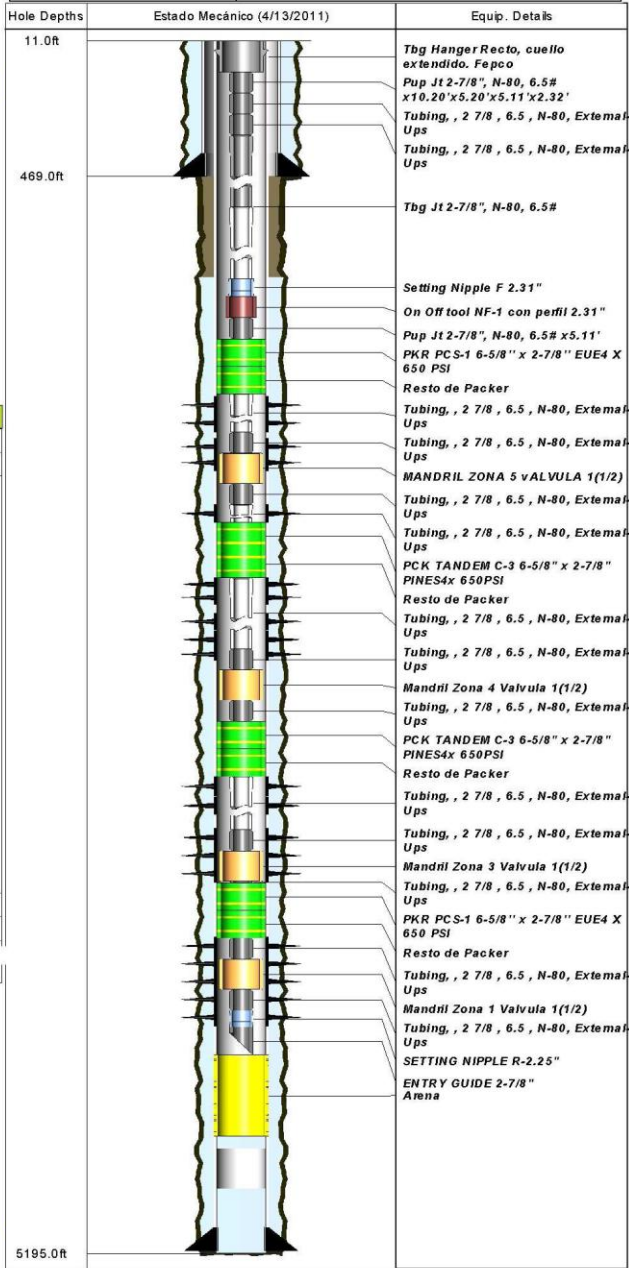 Hole Depths
Estado Mecánico (4/13/2011)
Equip. Details
11.0ft
469.0ft
5195.0ft
Tbg Hanger Recto, cuello
extendido. Fepco
Pup Jt 2-7/8", N-80, 6.5#
x10.20'x5.20'x5.11'x2.32'
Tubing, , 2 7/8 , 6.5 , N-80, External-
Ups
Tubing, , 2 7/8 , 6.5 , N-80, External-
Ups
Tbg Jt 2-7/8", N-80, 6.5#
Setting Nipple F 2.31"
On Off tool NF-1 con perfil 2.31"
Pup Jt 2-7/8", N-80, 6.5# x5.11'
PKR PCS-1 6-5/8'' x 2-7/8'' EUE4 X
650 PSI
Resto de Packer
Tubing, , 2 7/8 , 6.5 , N-80, External-
Ups
Tubing, , 2 7/8 , 6.5 , N-80, External-
Ups
MANDRIL ZONA 5 vALVULA 1(1/2)
Tubing, , 2 7/8 , 6.5 , N-80, External-
Ups
Tubing, , 2 7/8 , 6.5 , N-80, External-
Ups
PCK TANDEM C-3 6-5/8" x 2-7/8"
PINES4x 650PSI
Resto de Packer
Tubing, , 2 7/8 , 6.5 , N-80, External-
Ups
Tubing, , 2 7/8 , 6.5 , N-80, External-
Ups
Mandril Zona 4 Valvula 1(1/2)
Tubing, , 2 7/8 , 6.5 , N-80, External-
Ups
PCK TANDEM C-3 6-5/8" x 2-7/8"
PINES4x 650PSI
Resto de Packer
Tubing, , 2 7/8 , 6.5 , N-80, External-
Ups
Tubing, , 2 7/8 , 6.5 , N-80, External-
Ups
Mandril Zona 3 Valvula 1(1/2)
Tubing, , 2 7/8 , 6.5 , N-80, External-
Ups
PKR PCS-1 6-5/8'' x 2-7/8'' EUE4 X
650 PSI
Resto de Packer
Tubing, , 2 7/8 , 6.5 , N-80, External-
Ups
Mandril Zona 1 Valvula 1(1/2)
Tubing, , 2 7/8 , 6.5 , N-80, External-
Ups
SETTING NIPPLE R-2.25"
ENTRY GUIDE 2-7/8"
Arena